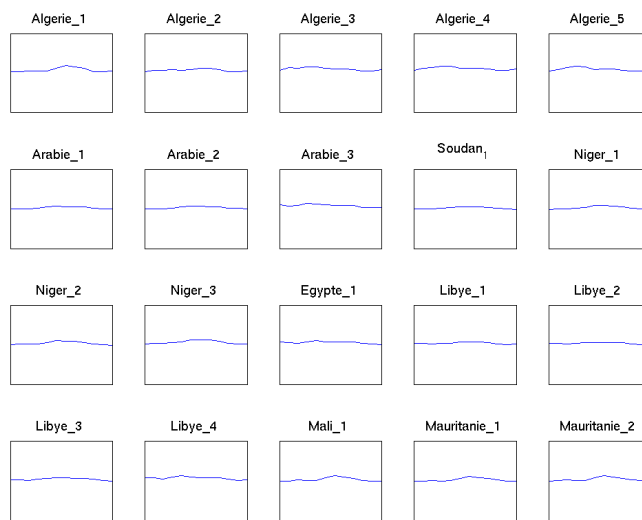 Algerie_1 Algerie_2 Algerie_3 Algerie_4 Algerie_5
Arabie_1 Arabie_2 Arabie_3 Soudan₁ Niger_1
Niger_2 Niger_3 Egypte_1 Libye_1 Libye_2
Libye_3 Libye_4 Mali_1 Mauritanie_1 Mauritanie_2